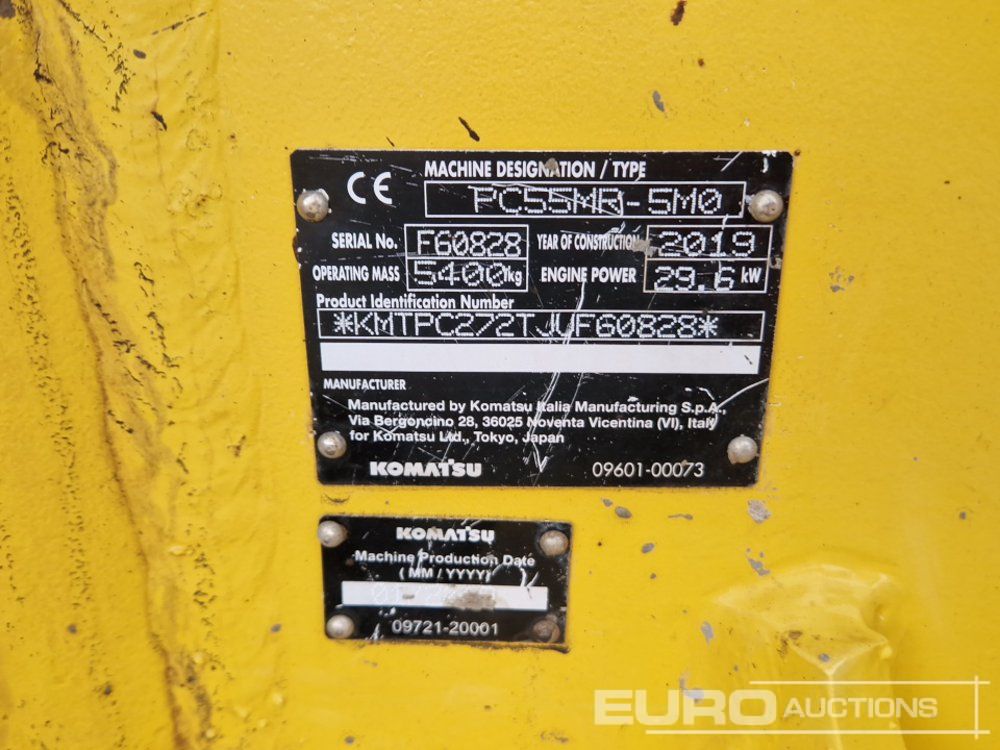 CE
MACHINE DESIGNATION / TYPE
PC55MR-5M0
SERIAL No. F60828 YEAR OF CONSTRUCTION 2019
OPERATING MASS 5400 kg ENGINE POWER 29.6 kW
Product Identification Number
*KMTPC272TJUF60828*
MANUFACTURER
Manufactured by Komatsu Italia Manufacturing S.p.A.,
Via Bergoncino 28, 36025 Noventa Vicentina (VI), Italy
for Komatsu Ltd., Tokyo, Japan
KOMATSU 09601-00073
KOMATSU
Machine Production Date
(MM / YYYY)
09721-20001
EURO AUCTIONS